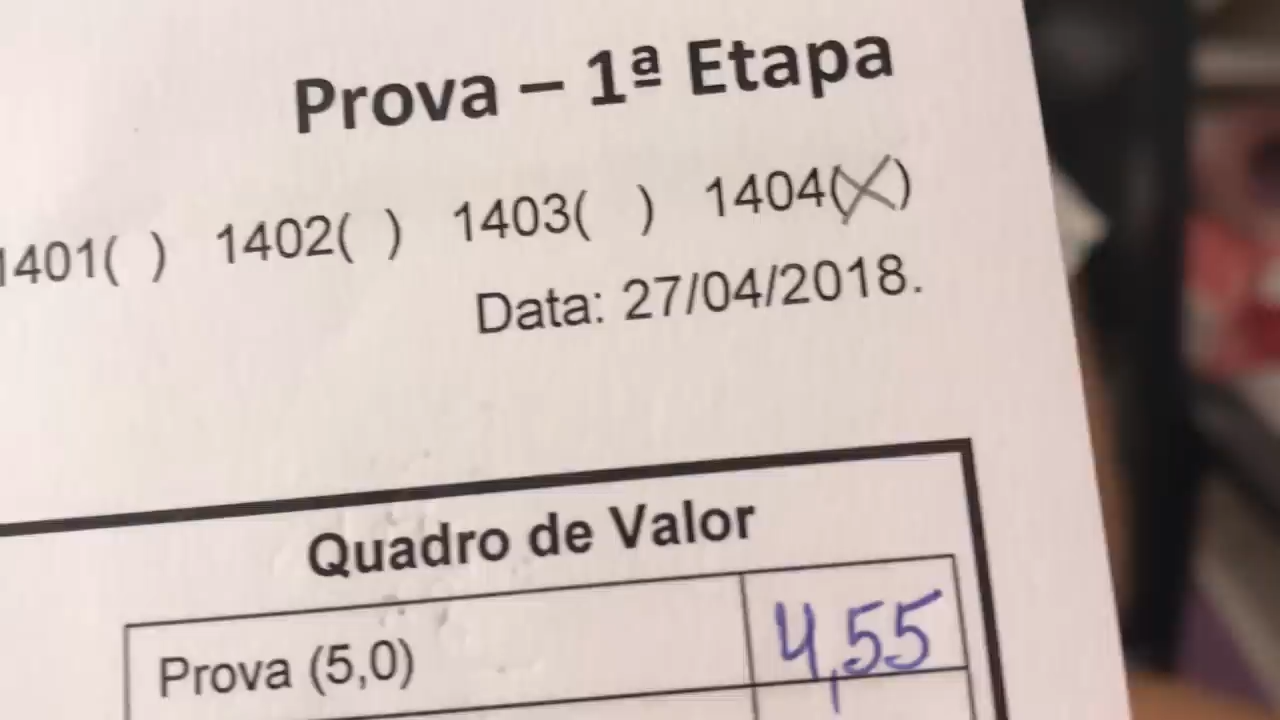 Prova – 1ª Etapa
1401( ) 1402( ) 1403( ) 1404(X)
Data: 27/04/2018.
Quadro de Valor
Prova (5,0) 4,55